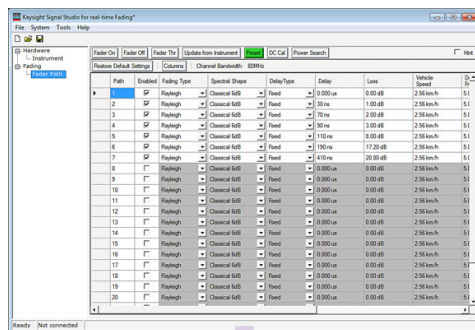 Keysight Signal Studio for real-time Fading*
File System Tools Help
Hardware
Instrument
Fading
Fader Path
Fader On Fader Off Fader Thr Update from Instrument Preset DC Cal Power Search Hint
Restore Default Settings Columns Channel Bandwidth: 80MHz
Path Enabled Fading Type Spectral Shape DelayType Delay Loss Vehicle Speed
1 Rayleigh Classical 6dB Fixed 0.000 us 0.00 dB 2.56 km/h
2 Rayleigh Classical 6dB Fixed 30 ns 1.00 dB 2.56 km/h
3 Rayleigh Classical 6dB Fixed 70 ns 2.00 dB 2.56 km/h
4 Rayleigh Classical 6dB Fixed 90 ns 3.00 dB 2.56 km/h
5 Rayleigh Classical 6dB Fixed 110 ns 8.00 dB 2.56 km/h
6 Rayleigh Classical 6dB Fixed 190 ns 17.20 dB 2.56 km/h
7 Rayleigh Classical 6dB Fixed 410 ns 20.80 dB 2.56 km/h
8 Rayleigh Classical 6dB Fixed 0.000 us 0.00 dB 2.56 km/h
9 Rayleigh Classical 6dB Fixed 0.000 us 0.00 dB 2.56 km/h
10 Rayleigh Classical 6dB Fixed 0.000 us 0.00 dB 2.56 km/h
11 Rayleigh Classical 6dB Fixed 0.000 us 0.00 dB 2.56 km/h
12 Rayleigh Classical 6dB Fixed 0.000 us 0.00 dB 2.56 km/h
13 Rayleigh Classical 6dB Fixed 0.000 us 0.00 dB 2.56 km/h
14 Rayleigh Classical 6dB Fixed 0.000 us 0.00 dB 2.56 km/h
15 Rayleigh Classical 6dB Fixed 0.000 us 0.00 dB 2.56 km/h
16 Rayleigh Classical 6dB Fixed 0.000 us 0.00 dB 2.56 km/h
17 Rayleigh Classical 6dB Fixed 0.000 us 0.00 dB 2.56 km/h
18 Rayleigh Classical 6dB Fixed 0.000 us 0.00 dB 2.56 km/h
19 Rayleigh Classical 6dB Fixed 0.000 us 0.00 dB 2.56 km/h
20 Rayleigh Classical 6dB Fixed 0.000 us 0.00 dB 2.56 km/h
Ready Not connected